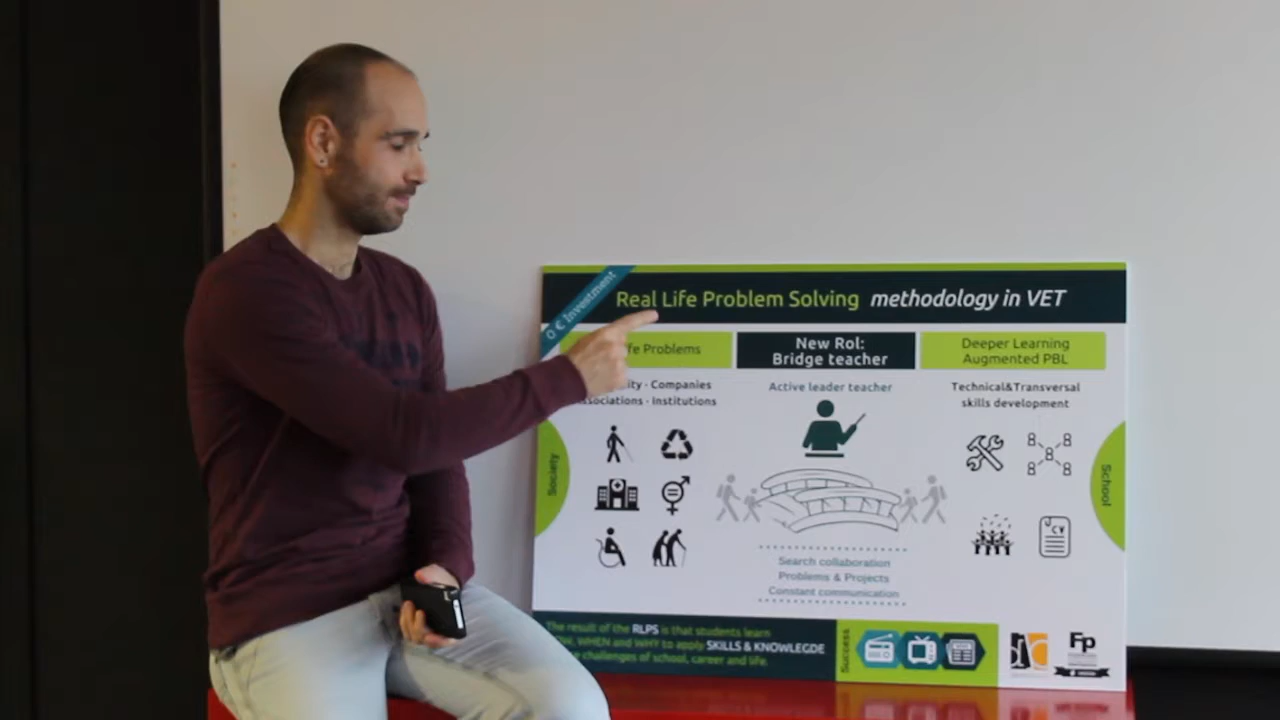 0 € Investment
Real Life Problem Solving methodology in VET
fe Problems
New Rol:
Bridge teacher
Deeper Learning
Augmented PBL
ity · Companies
ssociations · Institutions
Active leader teacher
Technical&Transversal
skills development
Society
School
CV
Search collaboration
Problems & Projects
Constant communication
The result of the RLPS is that students learn
WHEN and WHY to apply SKILLS & KNOWLEGDE
challenges of school, career and life.
Success
Fp